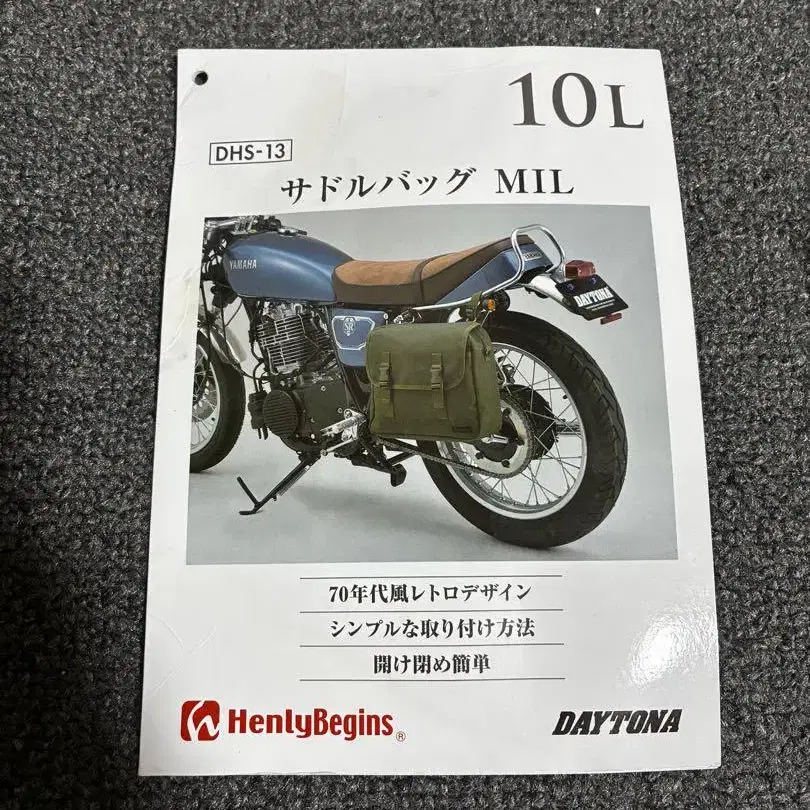 10L
DHS-13
サドルバッグ MIL
YAMAHA
SR
DAYTONA
70年代風レトロデザイン
シンプルな取り付け方法
開け閉め簡単
HenlyBegins®
DAYTONA